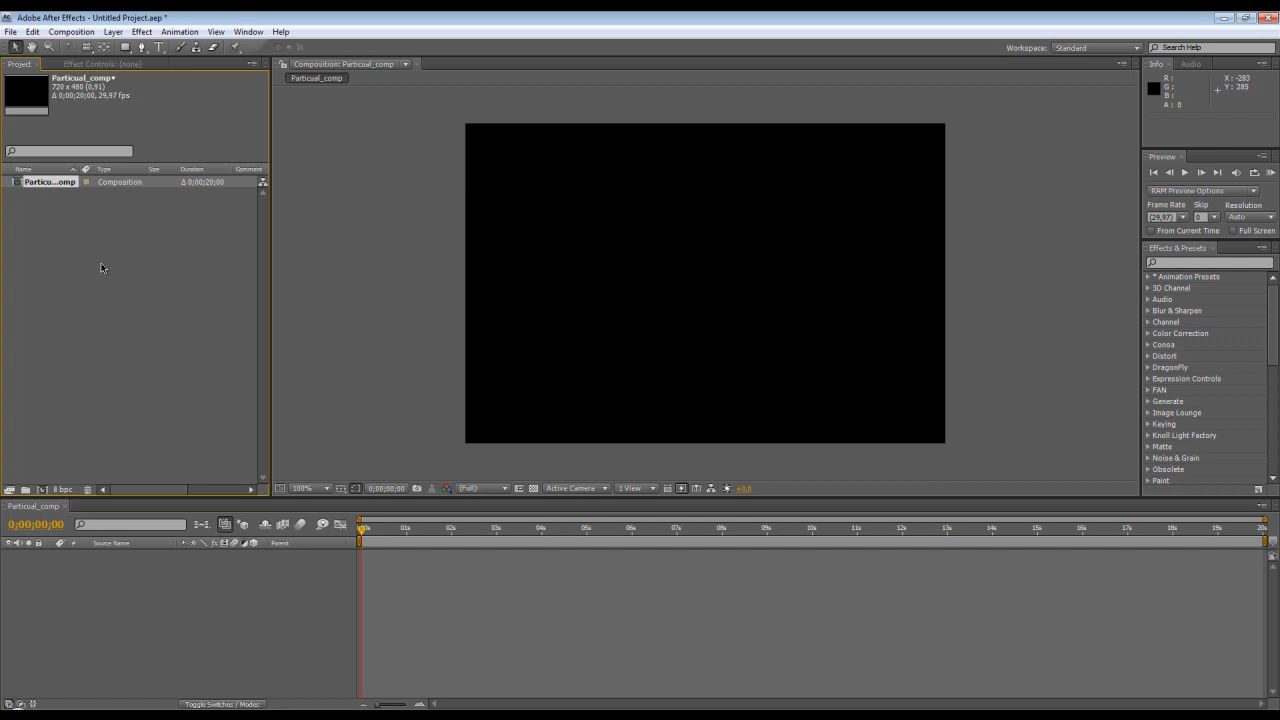 Adobe After Effects - Untitled Project.aep *
File Edit Composition Layer Effect Animation View Window Help
Workspace: Standard Search Help
Project Effect Controls: (none) Composition: Particual_comp Info Audio
Particual_comp
Particual_comp
720 x 480 (0,91)
Δ 0;00;20;00, 29,97 fps
R :
G :
B :
A : 0
X : -283
Y : 285
Preview
RAM Preview Options
Frame Rate Skip Resolution
(29,97) 0 Auto
From Current Time Full Screen
Name Type Size Duration Comment
Particu...omp Composition Δ 0;00;20;00
Effects & Presets
* Animation Presets
3D Channel
Audio
Blur & Sharpen
Channel
Color Correction
Conoa
Distort
DragonFly
Expression Controls
FAN
Generate
Image Lounge
Keying
Knoll Light Factory
Matte
Noise & Grain
Obsolete
Paint
8 bpc
100% 0;00;00;00 (Full) Active Camera 1 View +0,0
Particual_comp
0;00;00;00
00s 01s 02s 03s 04s 05s 06s 07s 08s 09s 10s 11s 12s 13s 14s 15s 16s 17s 18s 19s 20s
# Source Name Parent
Toggle Switches / Modes